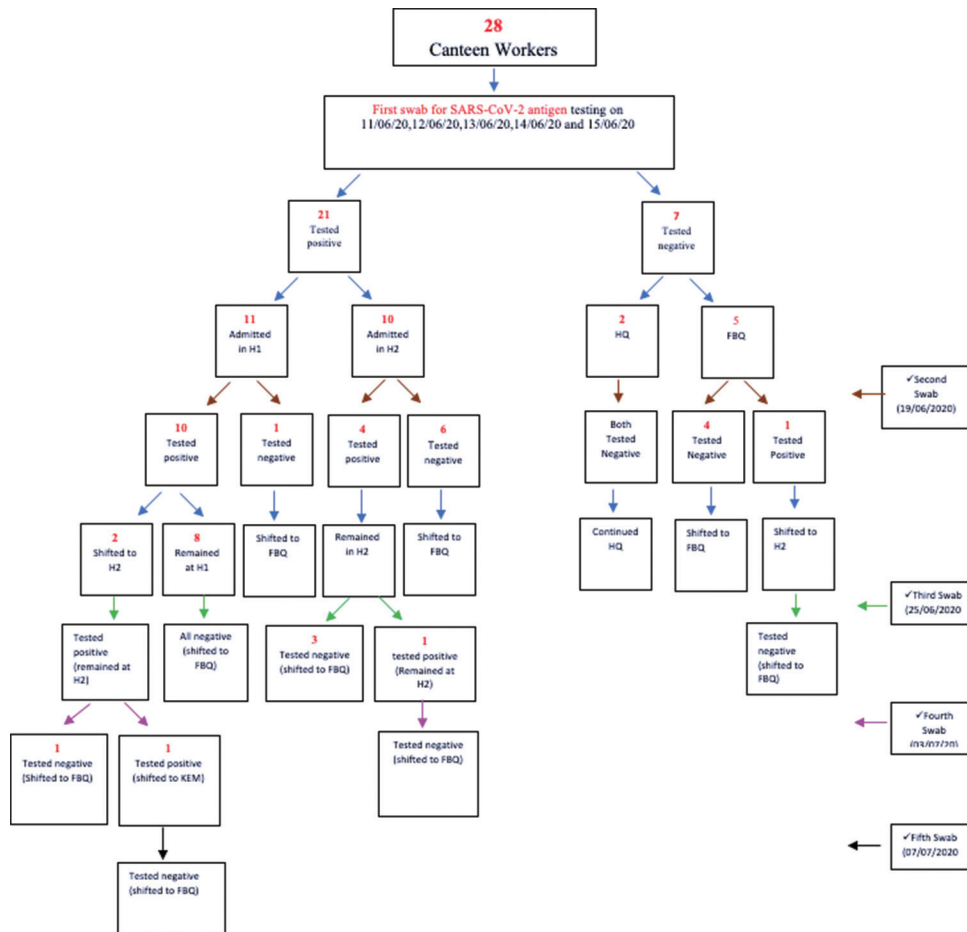 28
Canteen Workers
First swab for SARS-CoV-2 antigen testing on
11/06/20,12/06/20,13/06/20,14/06/20 and 15/06/20
21
Tested
positive
7
Tested
negative
11
Admitted
in H1
10
Admitted
in H2
2
HQ
5
FBQ
✓Second
Swab
(19/06/2020)
10
Tested
positive
1
Tested
negative
4
Tested
positive
6
Tested
negative
Both
Tested
Negative
4
Tested
Negative
1
Tested
Positive
2
Shifted to
H2
8
Remained
at H1
Shifted to
FBQ
Remained
in H2
Shifted to
FBQ
Continued
HQ
Shifted to
FBQ
Shifted to
H2
✓Third Swab
(25/06/2020
Tested
positive
(remained at
H2)
All negative
(shifted to
FBQ)
3
Tested negative
(shifted to FBQ)
1
tested positive
(Remained at
H2)
Tested
negative
(shifted to
FBQ)
✓Fourth
Swab
(03/07/20)
1
Tested negative
(Shifted to FBQ)
1
Tested positive
(shifted to KEM)
Tested negative
(shifted to FBQ)
✓Fifth Swab
(07/07/2020
Tested negative
(shifted to FBQ)